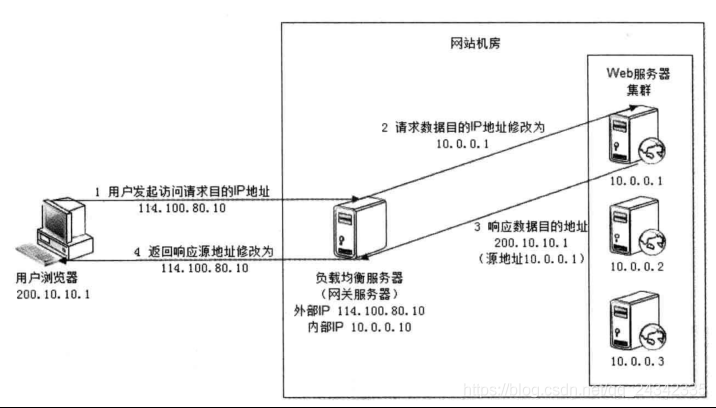 网站机房
Web服务器
集群
2 请求数据目的IP地址修改为
10.0.0.1
10.0.0.1
1 用户发起访问请求目的IP地址
114.100.80.10
3 响应数据目的地址
200.10.10.1
(源地址10.0.0.1)
4 返回响应源地址修改为
114.100.80.10
10.0.0.2
用户浏览器
200.10.10.1
负载均衡服务器
(网关服务器)
外部IP 114.100.80.10
内部IP 10.0.0.10
10.0.0.3